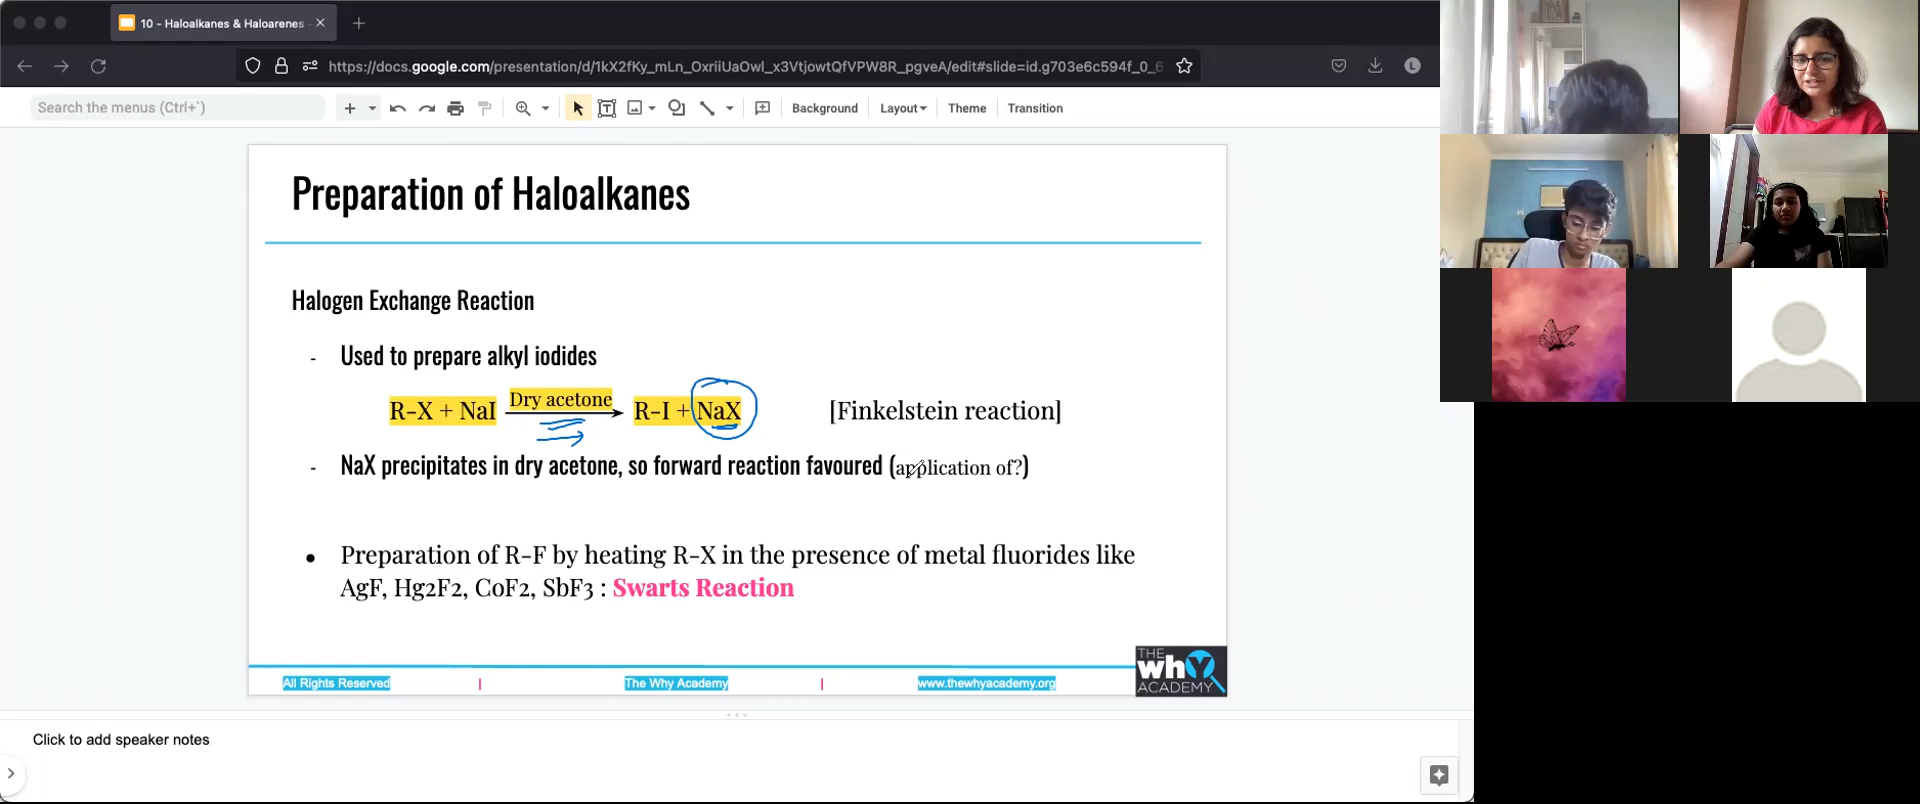 10 - Haloalkanes & Haloarenes -
https://docs.google.com/presentation/d/1kX2fKy_mLn_OxriiUaOwl_x3VtjowtQfVPW8R_pgveA/edit#slide=id.g703e6c594f_0_6
L
Search the menus (Ctrl+`)
Background
Layout
Theme
Transition
Preparation of Haloalkanes
Halogen Exchange Reaction
- Used to prepare alkyl iodides
Dry acetone
R-X + NaI R-I + NaX [Finkelstein reaction]
- NaX precipitates in dry acetone, so forward reaction favoured (application of?)
● Preparation of R-F by heating R-X in the presence of metal fluorides like
AgF, Hg2F2, CoF2, SbF3 : Swarts Reaction
All Rights Reserved | The Why Academy | www.thewhyacademy.org
THE
whY
ACADEMY
Click to add speaker notes